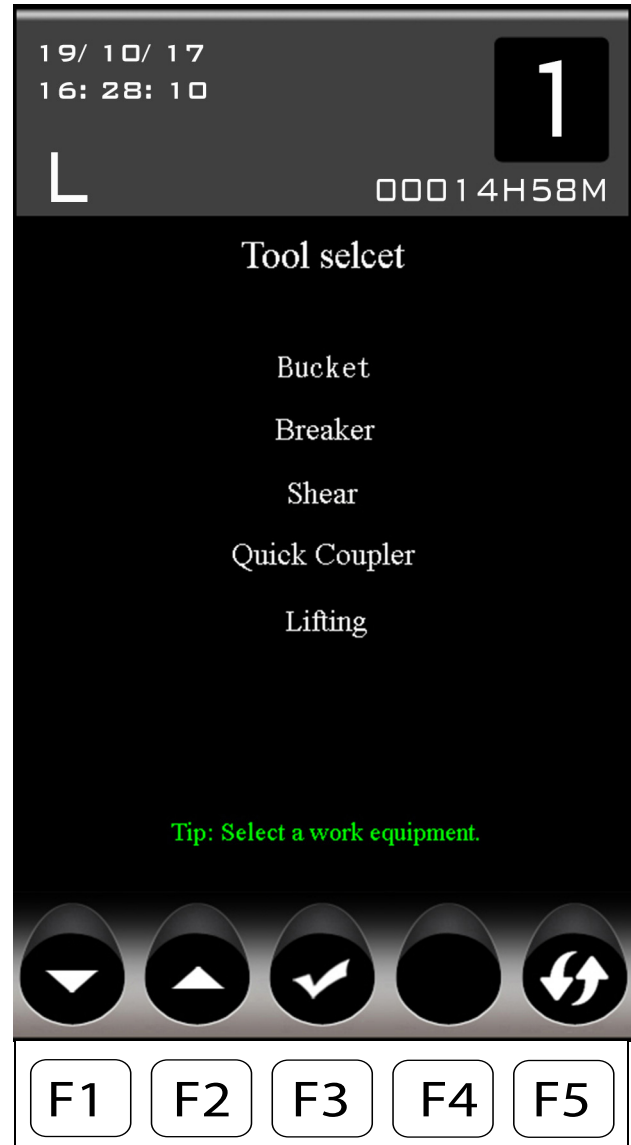 19/ 10/ 17
16: 28: 10
1
L
00014H58M
Tool selcet
Bucket
Breaker
Shear
Quick Coupler
Lifting
Tip: Select a work equipment.
F1 F2 F3 F4 F5